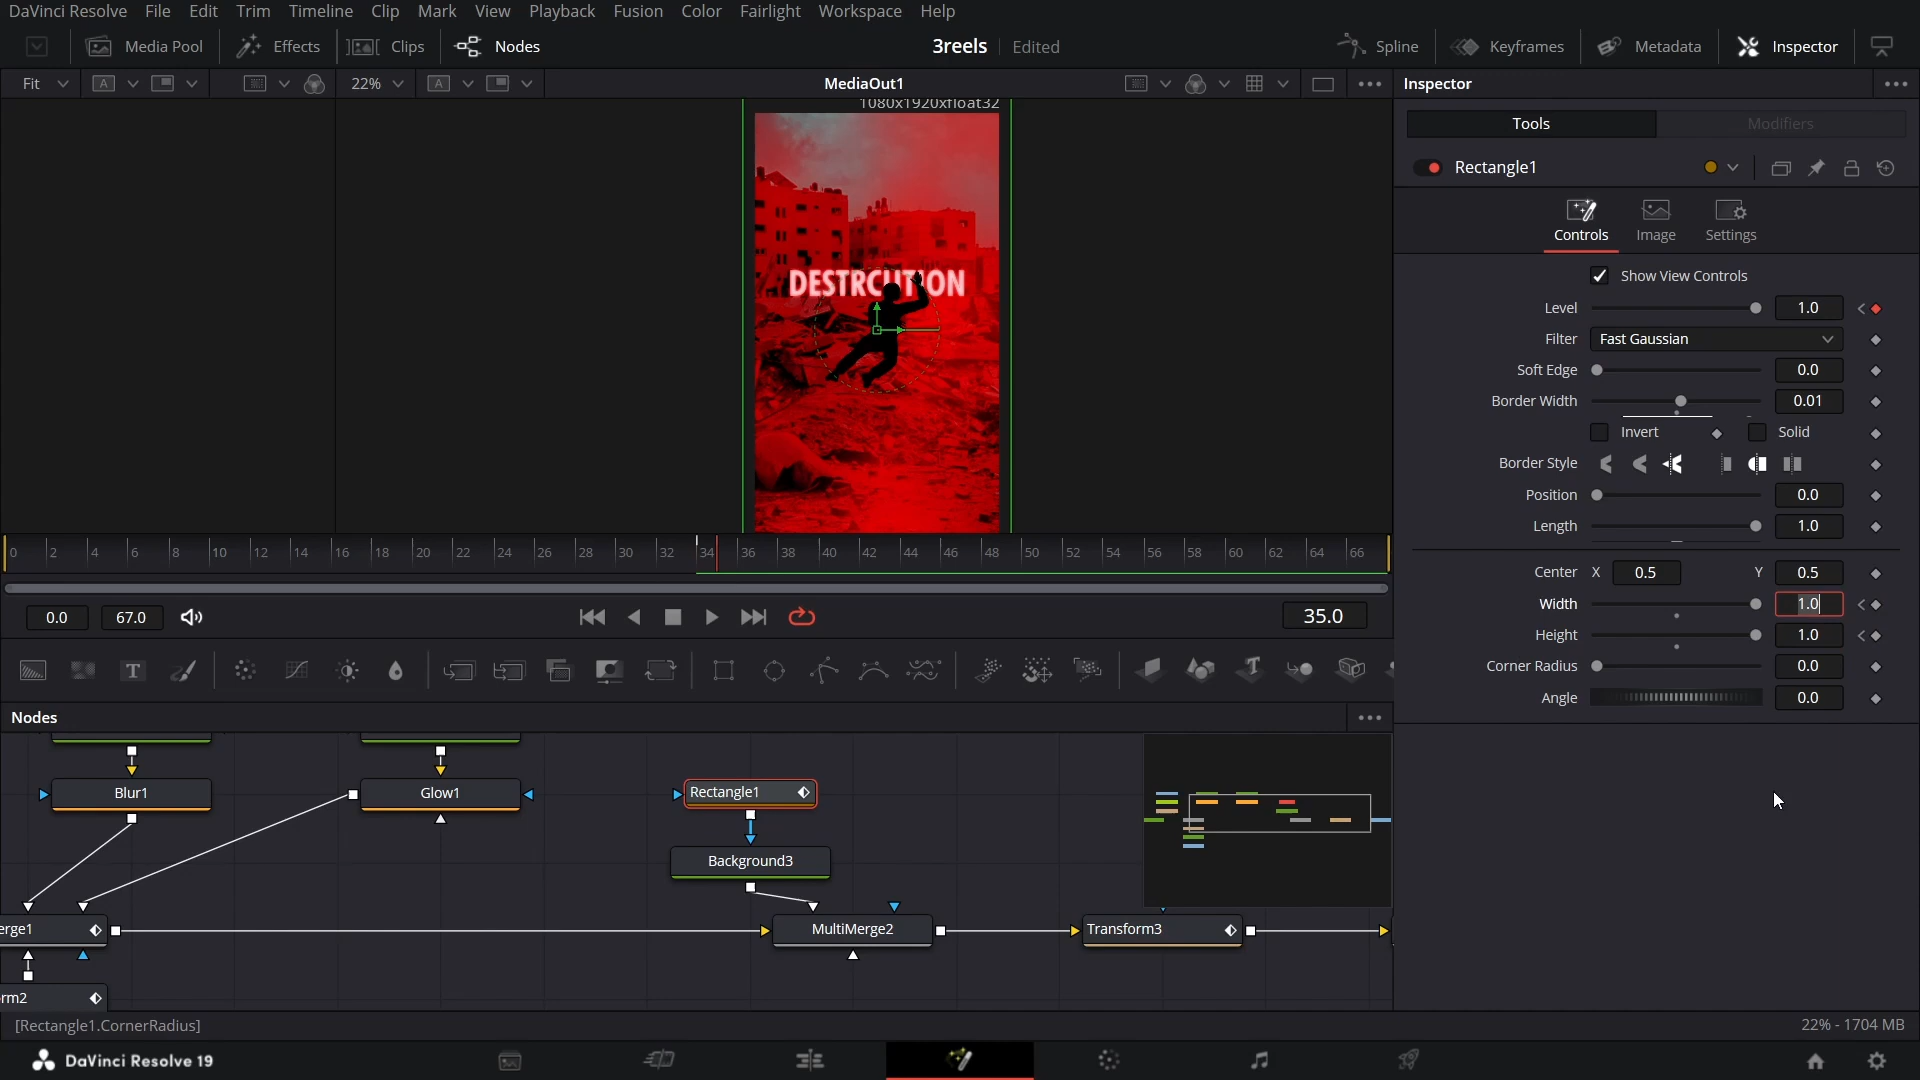 DaVinci Resolve File Edit Trim Timeline Clip Mark View Playback Fusion Color Fairlight Workspace Help
Media Pool Effects Clips Nodes 3reels Edited Spline Keyframes Metadata Inspector
Fit A 22% A MediaOut1 Inspector
1080x1920xfloat32
Tools Modifiers
Rectangle1
Controls Image Settings
Show View Controls
Level 1.0
Filter Fast Gaussian
Soft Edge 0.0
Border Width 0.01
Invert Solid
Border Style
Position 0.0
Length 1.0
Center X 0.5 Y 0.5
Width 1.0
Height 1.0
Corner Radius 0.0
Angle 0.0
DESTRCUTION
0 2 4 6 8 10 12 14 16 18 20 22 24 26 28 30 32 34 36 38 40 42 44 46 48 50 52 54 56 58 60 62 64 66
0.0 67.0 35.0
T
Nodes
Blur1 Glow1 Rectangle1
Background3
erge1 MultiMerge2 Transform3
rm2
[Rectangle1.CornerRadius] 22% - 1704 MB
DaVinci Resolve 19